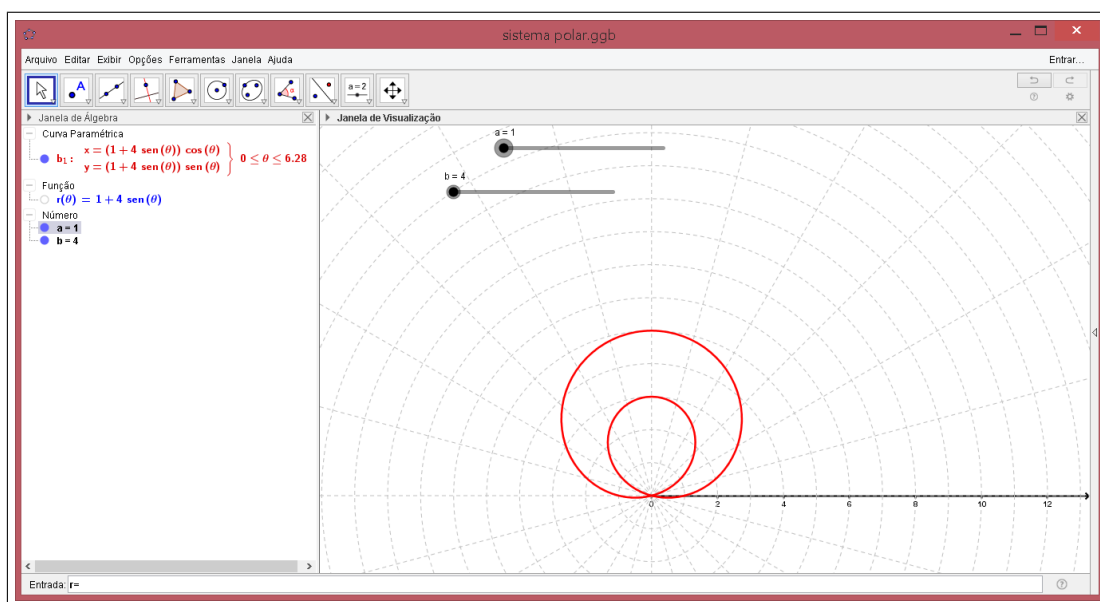 sistema polar.ggb
Arquivo Editar Exibir Opções Ferramentas Janela Ajuda Entrar...
A a=2
Janela de Álgebra
Curva Paramétrica
x = (1 + 4 sen(θ)) cos(θ)
b₁: } 0 ≤ θ ≤ 6.28
y = (1 + 4 sen(θ)) sen(θ)
Função
r(θ) = 1 + 4 sen(θ)
Número
a = 1
b = 4
Janela de Visualização
a = 1
b = 4
0 2 4 6 8 10 12
Entrada: r=